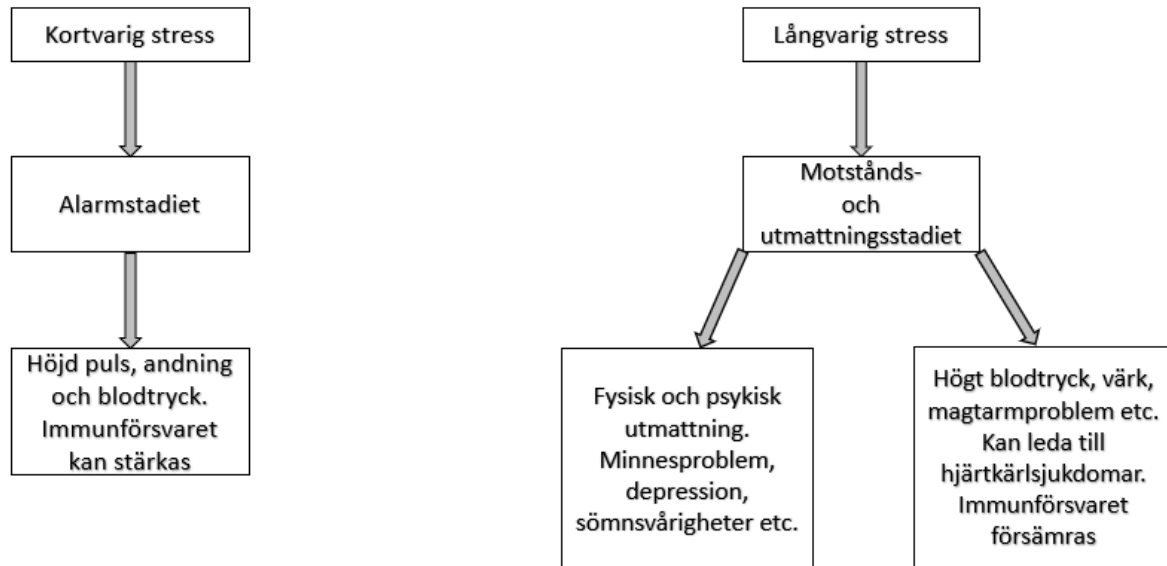 Kortvarig stress
Alarmstadiet
Höjd puls, andning
och blodtryck.
Immunförsvaret
kan stärkas
Långvarig stress
Motstånds-
och
utmattningsstadiet
Fysisk och psykisk
utmattning.
Minnesproblem,
depression,
sömnsvårigheter etc.
Högt blodtryck, värk,
magtarmproblem etc.
Kan leda till
hjärtkärlsjukdomar.
Immunförsvaret
försämras